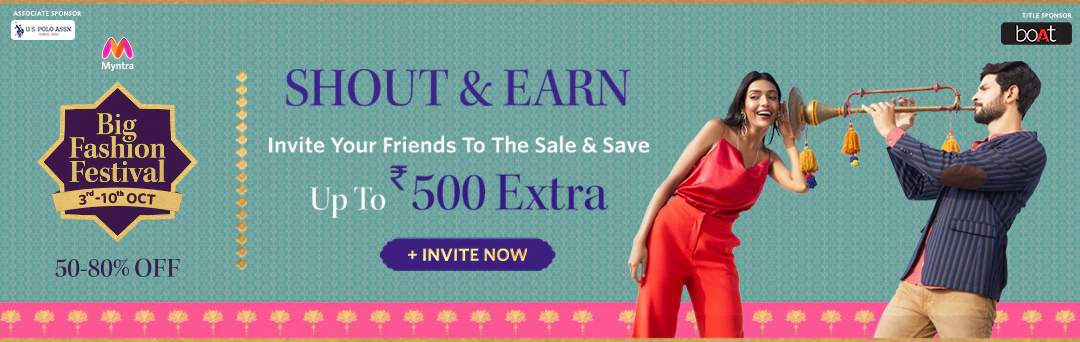 ASSOCIATE SPONSOR
U.S. POLO ASSN
TITLE SPONSOR
boAt
Myntra
Big
Fashion
Festival
3rd-10th OCT
50-80% OFF
SHOUT & EARN
Invite Your Friends To The Sale & Save
Up To ₹500 Extra
+ INVITE NOW